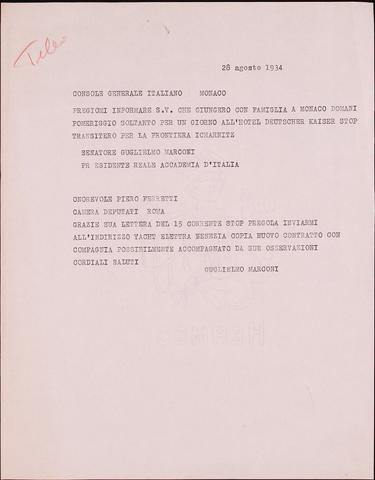 Tele
28 agosto 1934
CONSOLE GENERALE ITALIANO MONACO
PREGIOMI INFORMARE S.V. CHE GIUNGERO CON FAMIGLIA A MONACO DOMANI
POMERIGGIO SOLTANTO PER UN GIORNO ALL'HOTEL DEUTSCHER KAISER STOP
TRANSITERO PER LA FRONTIERA ICHARNITZ
SENATORE GUGLIELMO MARCONI
PR ESIDENTE REALE ACCADEMIA D'ITALIA
ONOREVOLE PIERO FERRETTI
CAMERA DEPUTATI ROMA
GRAZIE SUA LETTERA DEL 15 CORRENTE STOP PREGOLA INVIARMI
ALL'INDIRIZZO YACHT ELETTRA NENEZIA COPIA NUOVO CONTRATTO CON
COMPAGNIA POSSIBILMENTE ACCOMPAGNATO DA SUE OSSERVAZIONI
CORDIALI SALUTI
GUGLIELMO MARCONI